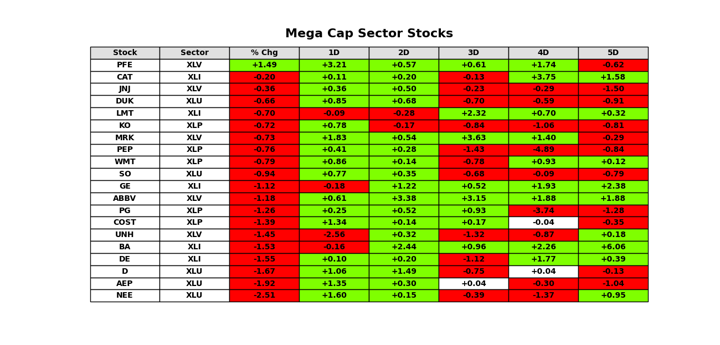 Mega Cap Sector Stocks
Stock Sector % Chg 1D 2D 3D 4D 5D
PFE XLV +1.49 +3.21 +0.57 +0.61 +1.74 -0.62
CAT XLI -0.20 +0.11 +0.20 -0.13 +3.75 +1.58
JNJ XLV -0.36 +0.36 +0.50 -0.23 -0.29 -1.50
DUK XLU -0.66 +0.85 +0.68 -0.70 -0.59 -0.91
LMT XLI -0.70 -0.09 -0.28 +2.32 +0.70 +0.32
KO XLP -0.72 +0.78 -0.17 -0.84 -1.06 -0.81
MRK XLV -0.73 +1.83 +0.54 +3.63 +1.40 -0.29
PEP XLP -0.76 +0.41 +0.28 -1.43 -4.89 -0.84
WMT XLP -0.79 +0.86 +0.14 -0.78 +0.93 +0.12
SO XLU -0.94 +0.77 +0.35 -0.68 -0.09 -0.79
GE XLI -1.12 -0.18 +1.22 +0.52 +1.93 +2.38
ABBV XLV -1.18 +0.61 +3.38 +3.15 +1.88 +1.88
PG XLP -1.26 +0.25 +0.52 +0.93 -3.74 -1.28
COST XLP -1.39 +1.34 +0.14 +0.17 -0.04 -0.35
UNH XLV -1.45 -2.56 +0.32 -1.52 -0.87 +0.18
BA XLI -1.53 -0.16 +2.44 +0.96 +2.26 +6.06
DE XLI -1.55 +0.10 +0.20 -1.12 +1.77 +0.39
D XLU -1.67 +1.06 +1.49 -0.75 +0.04 -0.13
AEP XLU -1.92 +1.35 +0.30 +0.04 -0.30 -1.04
NEE XLU -2.51 +1.60 +0.15 -0.39 -1.37 +0.95